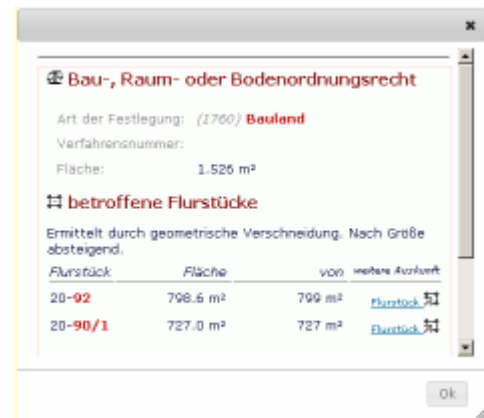 Bau-, Raum- oder Bodenordnungsrecht
Art der Festlegung: (1760) Bauland
Verfahrensnummer:
Fläche: 1.526 m²
betroffene Flurstücke
Ermittelt durch geometrische Verschneidung. Nach Größe
absteigend.
Flurstück Fläche von weitere Auskunft
20-92 798.6 m² 799 m² Flurstück
20-90/1 727.0 m² 727 m² Flurstück
Ok